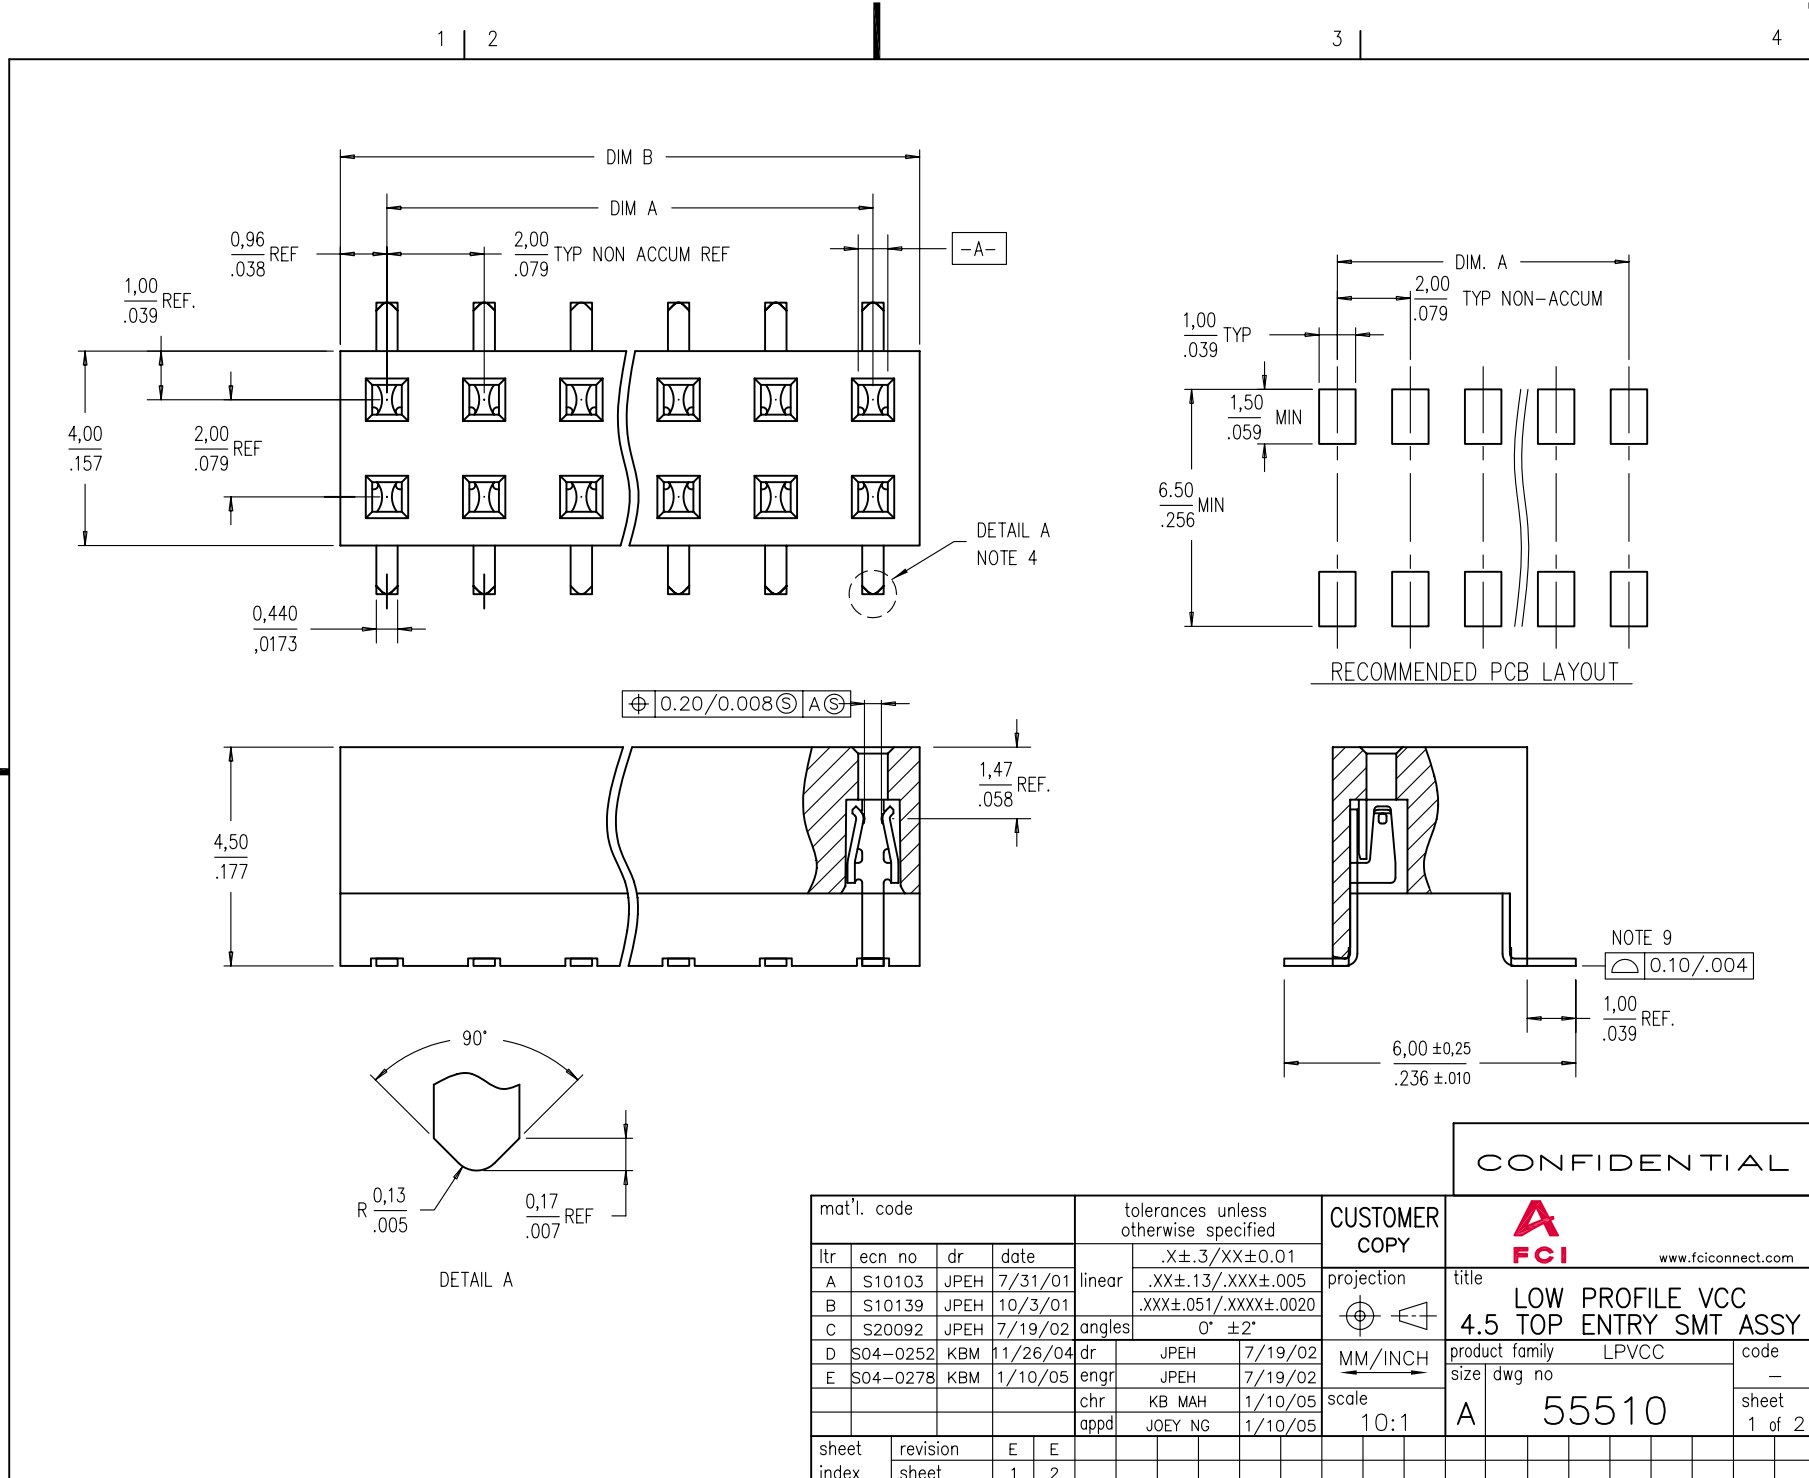 1 2 3 4
DIM B
DIM A
0,96
.038 REF
2,00
.079 TYP NON ACCUM REF
-A-
1,00
.039 REF.
4,00
.157
2,00
.079 REF
0,440
,0173
DETAIL A
NOTE 4
DIM. A
2,00
.079 TYP NON-ACCUM
1,00
.039 TYP
1,50
.059 MIN
6.50
.256 MIN
RECOMMENDED PCB LAYOUT
⌖ 0.20/0.008Ⓢ AⓈ
1,47
.058 REF.
4,50
.177
NOTE 9
⌓ 0.10/.004
1,00
.039 REF.
6,00 ±0,25
.236 ±.010
90°
R 0,13
.005
0,17
.007 REF
DETAIL A
CONFIDENTIAL
mat'l. code
tolerances unless
otherwise specified
CUSTOMER
COPY
FCI
www.fciconnect.com
ltr ecn no dr date
A S10103 JPEH 7/31/01
B S10139 JPEH 10/3/01
C S20092 JPEH 7/19/02
D S04-0252 KBM 11/26/04
E S04-0278 KBM 1/10/05
linear
.X±.3/XX±0.01
.XX±.13/.XXX±.005
.XXX±.051/.XXXX±.0020
angles 0° ±2°
dr JPEH 7/19/02
engr JPEH 7/19/02
chr KB MAH 1/10/05
appd JOEY NG 1/10/05
projection
MM/INCH
scale
10:1
title
LOW PROFILE VCC
4.5 TOP ENTRY SMT ASSY
product family LPVCC
code
-
size dwg no
A 55510
sheet
1 of 2
sheet revision E E
index sheet 1 2